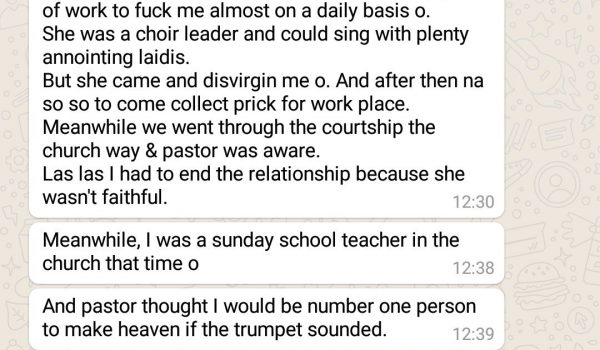 of work to fuck me almost on a daily basis o.
She was a choir leader and could sing with plenty
annointing laidis.
But she came and disvirgin me o. And after then na
so so to come collect prick for work place.
Meanwhile we went through the courtship the
church way & pastor was aware.
Las las I had to end the relationship because she
wasn't faithful.
12:30
Meanwhile, I was a sunday school teacher in the
church that time o
12:38
And pastor thought I would be number one person
to make heaven if the trumpet sounded.
12:39